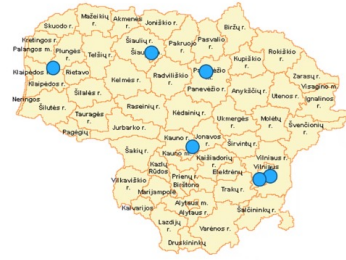 Skuodo r.
Mažeikių r.
Akmenės r.
Joniškio r.
Biržų r.
Kretingos r.
Palangos m.
Plungės r.
Telšių r.
Šiaulių r.
Pakruojo r.
Pasvalio r.
Rokiškio r.
Kupiškio r.
Klaipėdos
Klaipėdos r.
Rietavo
Kelmės r.
Radviliškio r.
Panevėžio r.
Anykščių r.
Zarasų r.
Visagino m.
Ignalinos r.
Utenos r.
Neringos
Šilutės r.
Šilalės r.
Tauragės r.
Pagėgių
Raseinių r.
Jurbarko r.
Kėdainių r.
Ukmergės r.
Molėtų r.
Švenčionių r.
Kauno r.
Kauno m.
Jonavos r.
Širvintų r.
Šakių r.
Kaišiadorių r.
Vilniaus r.
Vilniaus
Kazlų Rūdos
Vilkaviškio r.
Prienų r.
Birštono
Elektrėnų
Trakų r.
Marijampolė
Kalvarijos
Alytaus m.
Alytaus r.
Šalčininkų r.
Lazdijų r.
Varėnos r.
Druskininkų